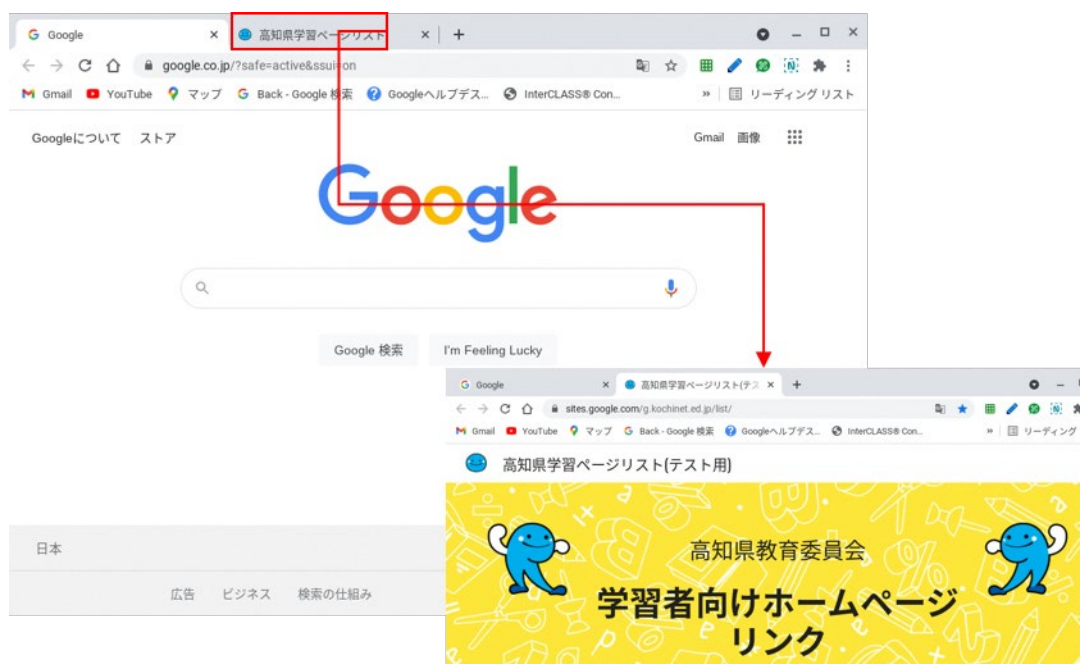 Google
高知県学習ページリスト
google.co.jp/?safe=active&ssui=on
Gmail YouTube マップ Back - Google 検索 Googleヘルプデス... InterCLASS® Con... » リーディング リスト
Googleについて ストア
Gmail 画像
Google
Google 検索 I'm Feeling Lucky
日本
広告 ビジネス 検索の仕組み
Google 高知県学習ページリスト(テス
sites.google.com/g.kochinet.ed.jp/list/
Gmail YouTube マップ Back - Google 検索 Googleヘルプデス... InterCLASS® Con... » リーディング
高知県学習ページリスト(テスト用)
高知県教育委員会
学習者向けホームページ
リンク